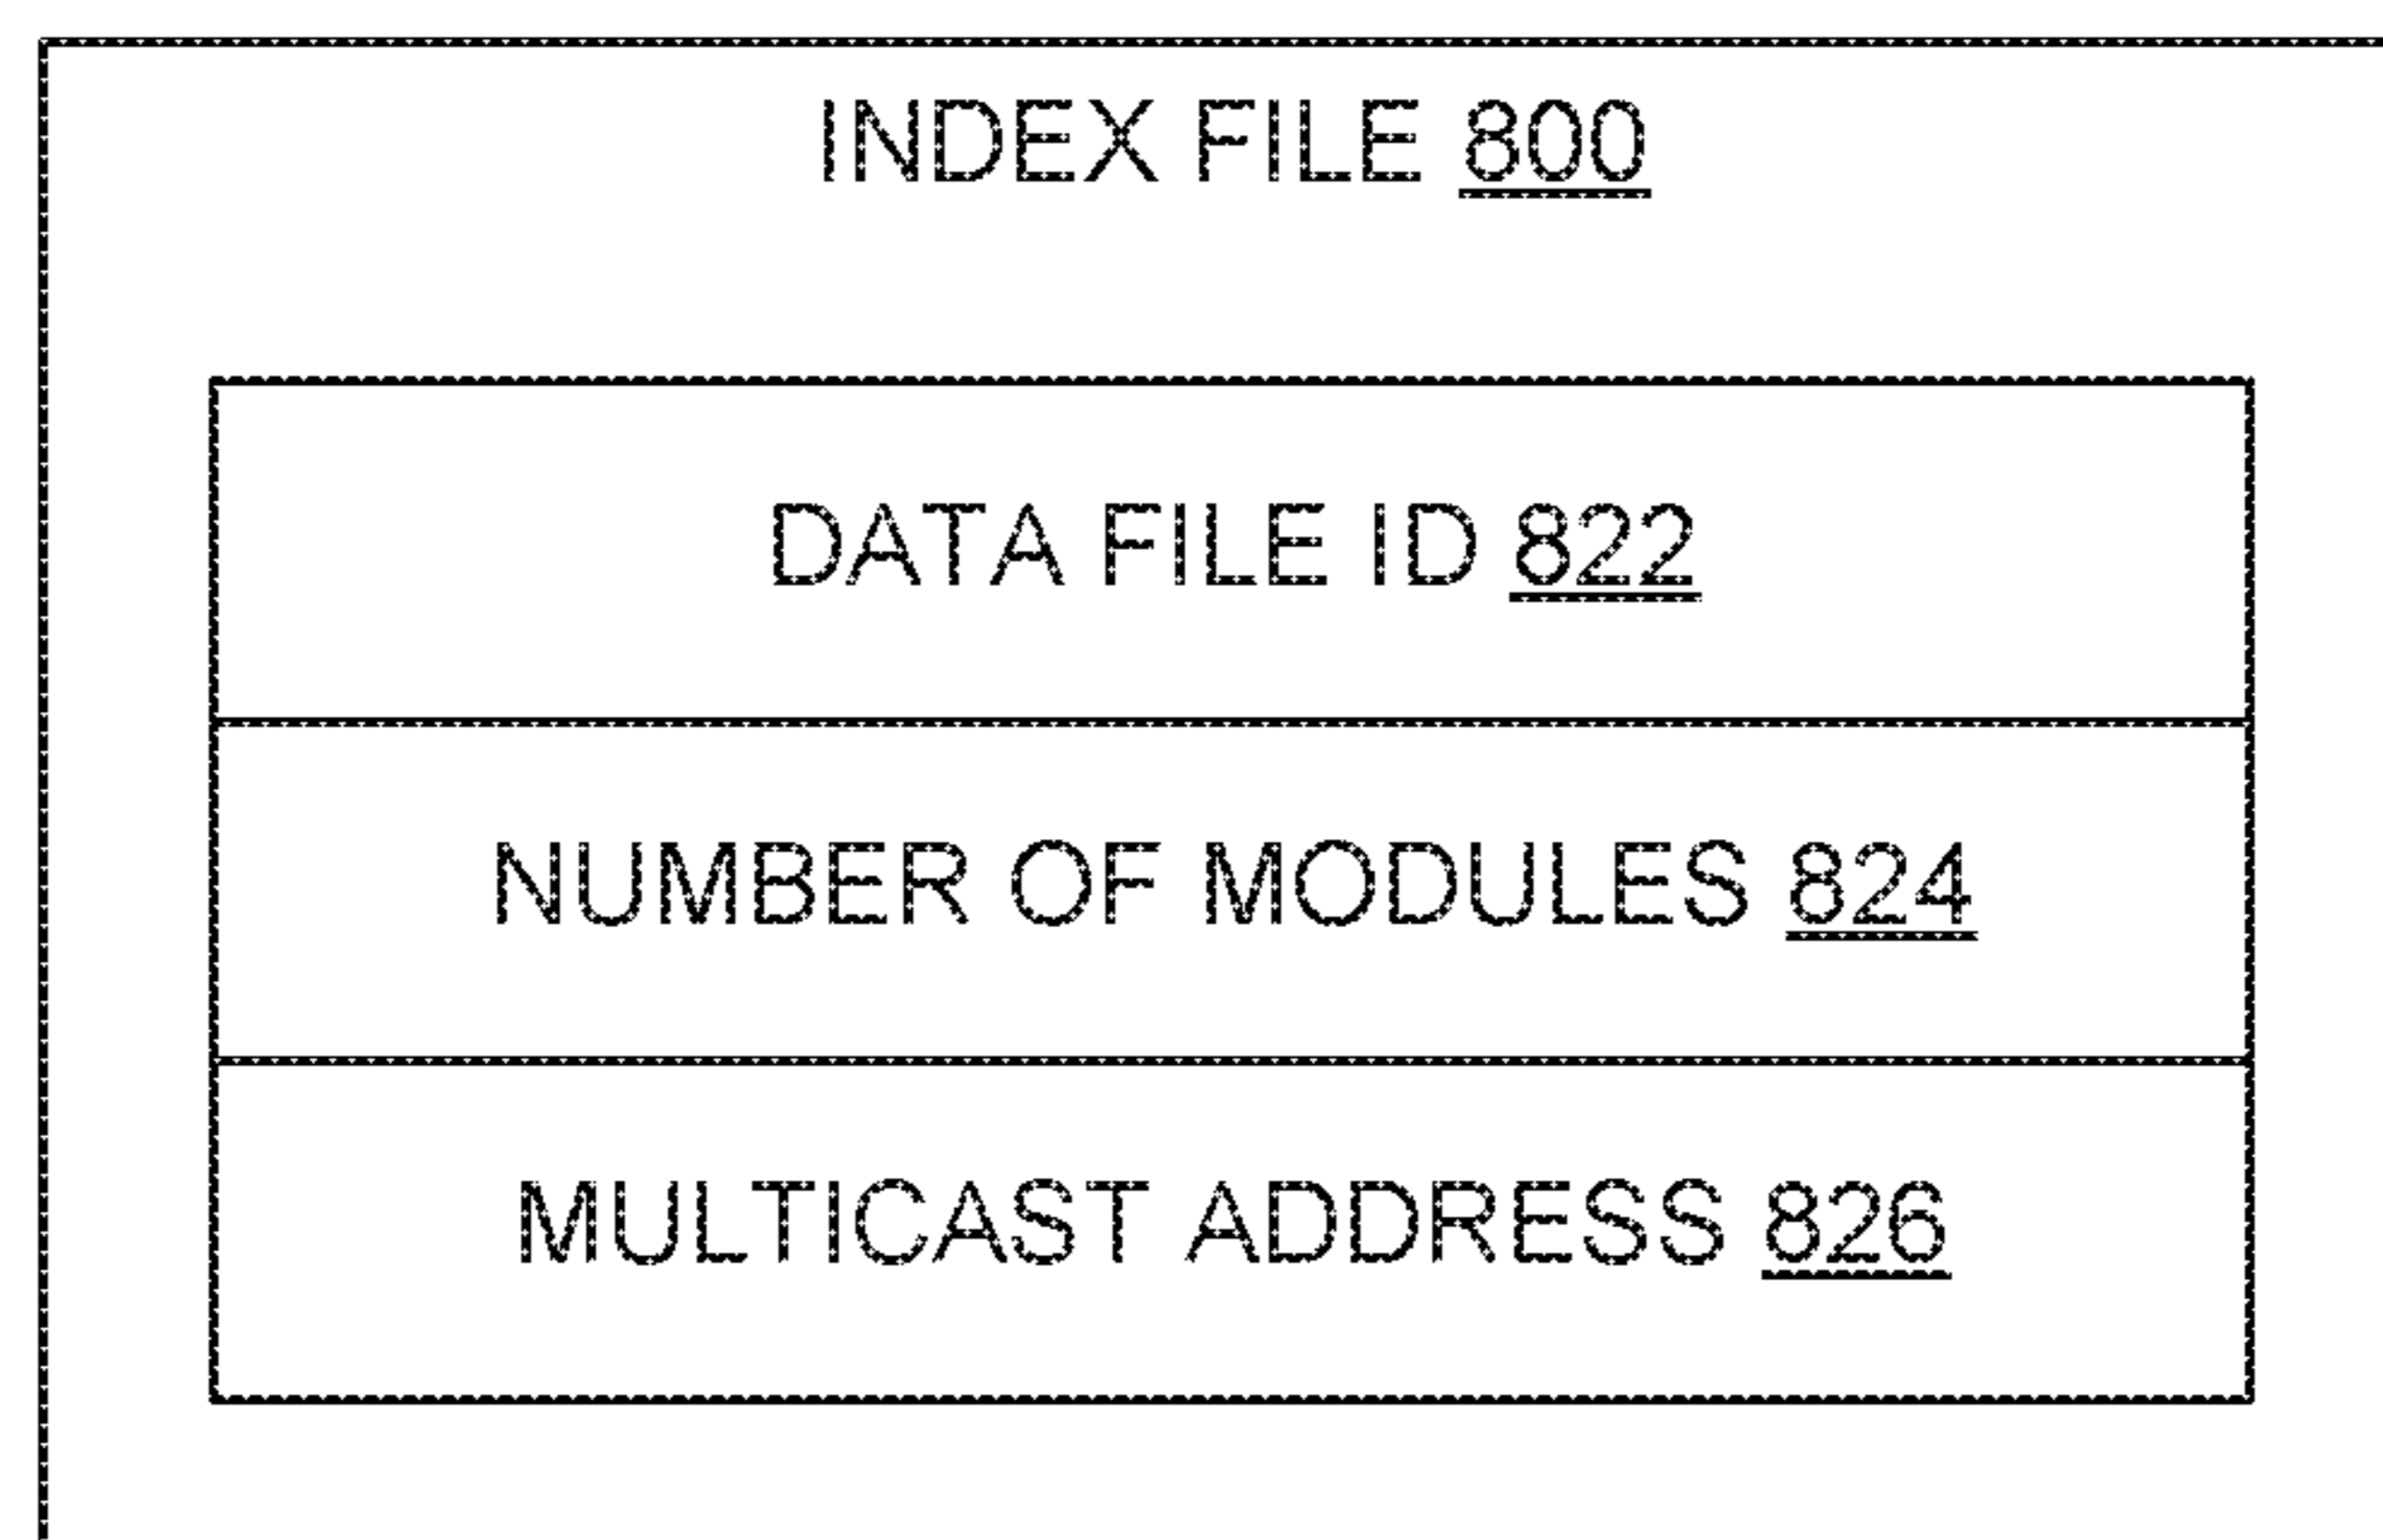 INDEX FILE 800
DATA FILE ID 822
NUMBER OF MODULES 824
MULTICAST ADDRESS 826